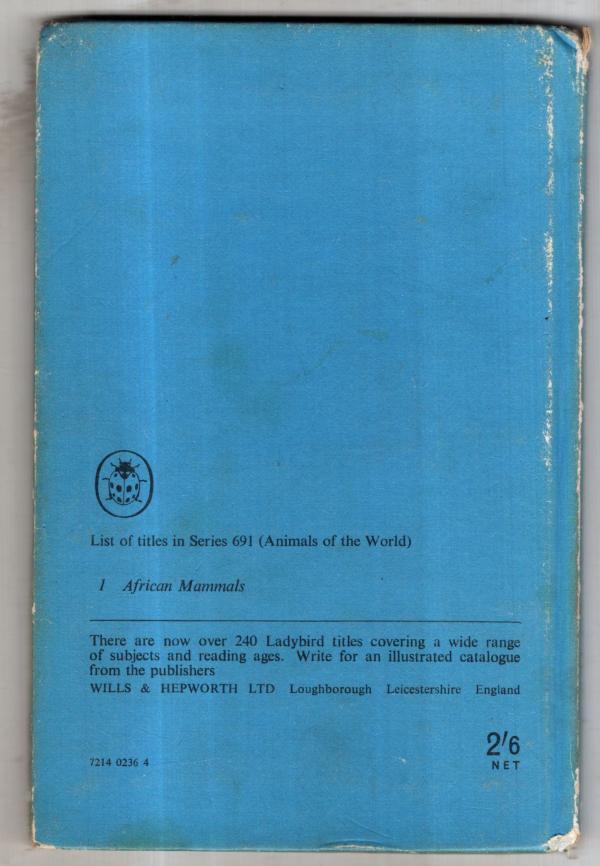 List of titles in Series 691 (Animals of the World)
1 African Mammals
There are now over 240 Ladybird titles covering a wide range
of subjects and reading ages. Write for an illustrated catalogue
from the publishers
WILLS & HEPWORTH LTD Loughborough Leicestershire England
7214 0236 4
2/6
NET